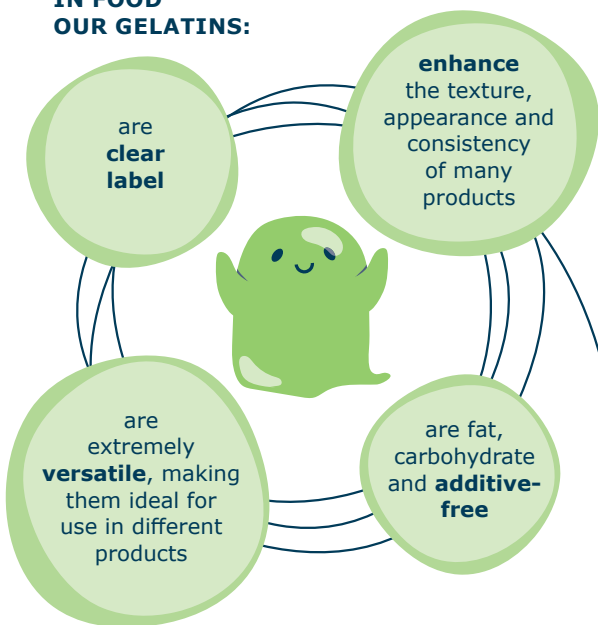 IN FOOD
OUR GELATINS:
are
clear
label
enhance
the texture,
appearance and
consistency
of many
products
are
extremely
versatile, making
them ideal for
use in different
products
are fat,
carbohydrate
and additive-
free